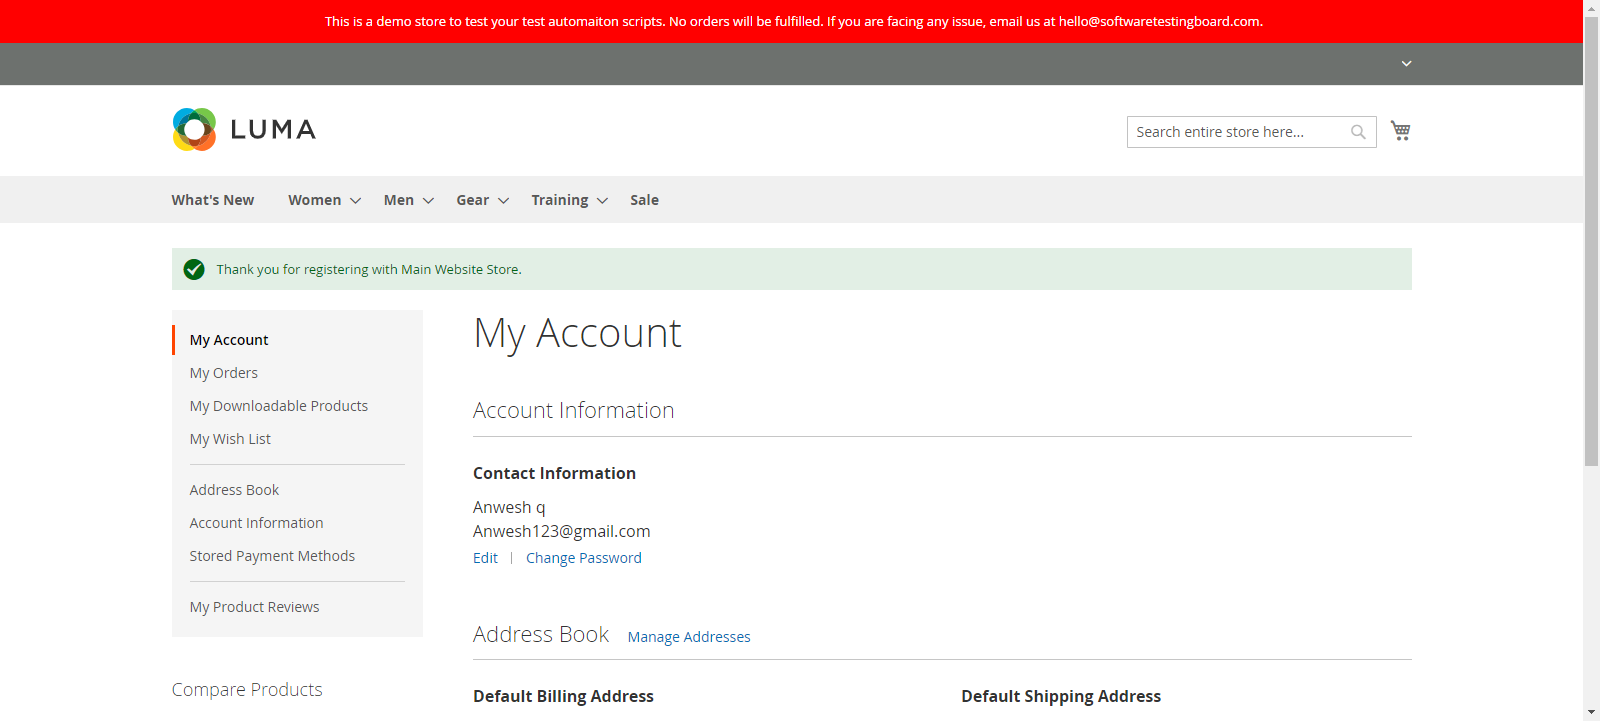 This is a demo store to test your test automaiton scripts. No orders will be fulfilled. If you are facing any issue, email us at hello@softwaretestingboard.com.
LUMA
Search entire store here...
What's New Women Men Gear Training Sale
Thank you for registering with Main Website Store.
My Account
My Orders
My Downloadable Products
My Wish List
Address Book
Account Information
Stored Payment Methods
My Product Reviews
Compare Products
My Account
Account Information
Contact Information
Anwesh q
Anwesh123@gmail.com
Edit | Change Password
Address Book Manage Addresses
Default Billing Address Default Shipping Address